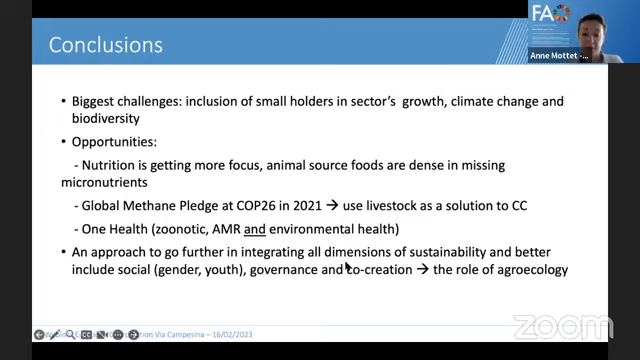 FAO
Anne Mottet -...
Conclusions
• Biggest challenges: inclusion of small holders in sector's growth, climate change and
biodiversity
• Opportunities:
- Nutrition is getting more focus, animal source foods are dense in missing
micronutrients
- Global Methane Pledge at COP26 in 2021 → use livestock as a solution to CC
- One Health (zoonotic, AMR and environmental health)
• An approach to go further in integrating all dimensions of sustainability and better
include social (gender, youth), governance and co-creation → the role of agroecology
Via Campesina – 16/02/2023
zoom